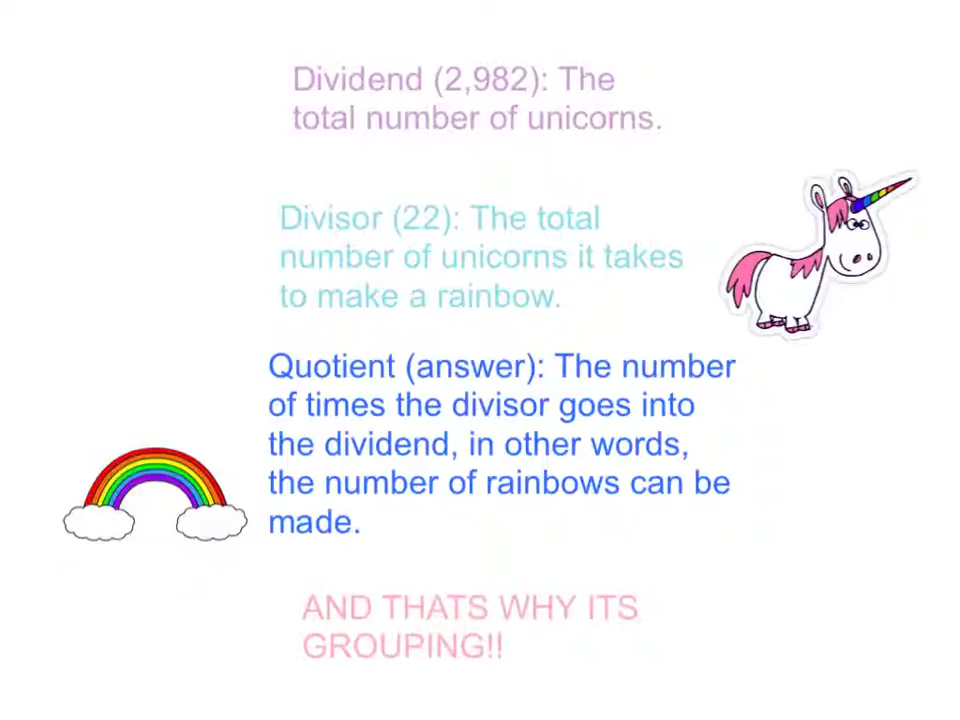 Dividend (2,982): The
total number of unicorns.
Divisor (22): The total
number of unicorns it takes
to make a rainbow.
Quotient (answer): The number
of times the divisor goes into
the dividend, in other words,
the number of rainbows can be
made.
AND THATS WHY ITS
GROUPING!!